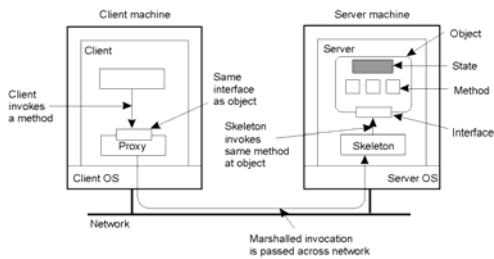 Client machine
Server machine
Object
Client
Server
State
Client
invokes
a method
Same
interface
as object
Method
Skeleton
invokes
same method
at object
Interface
Proxy
Skeleton
Client OS
Server OS
Network
Marshalled invocation
is passed across network